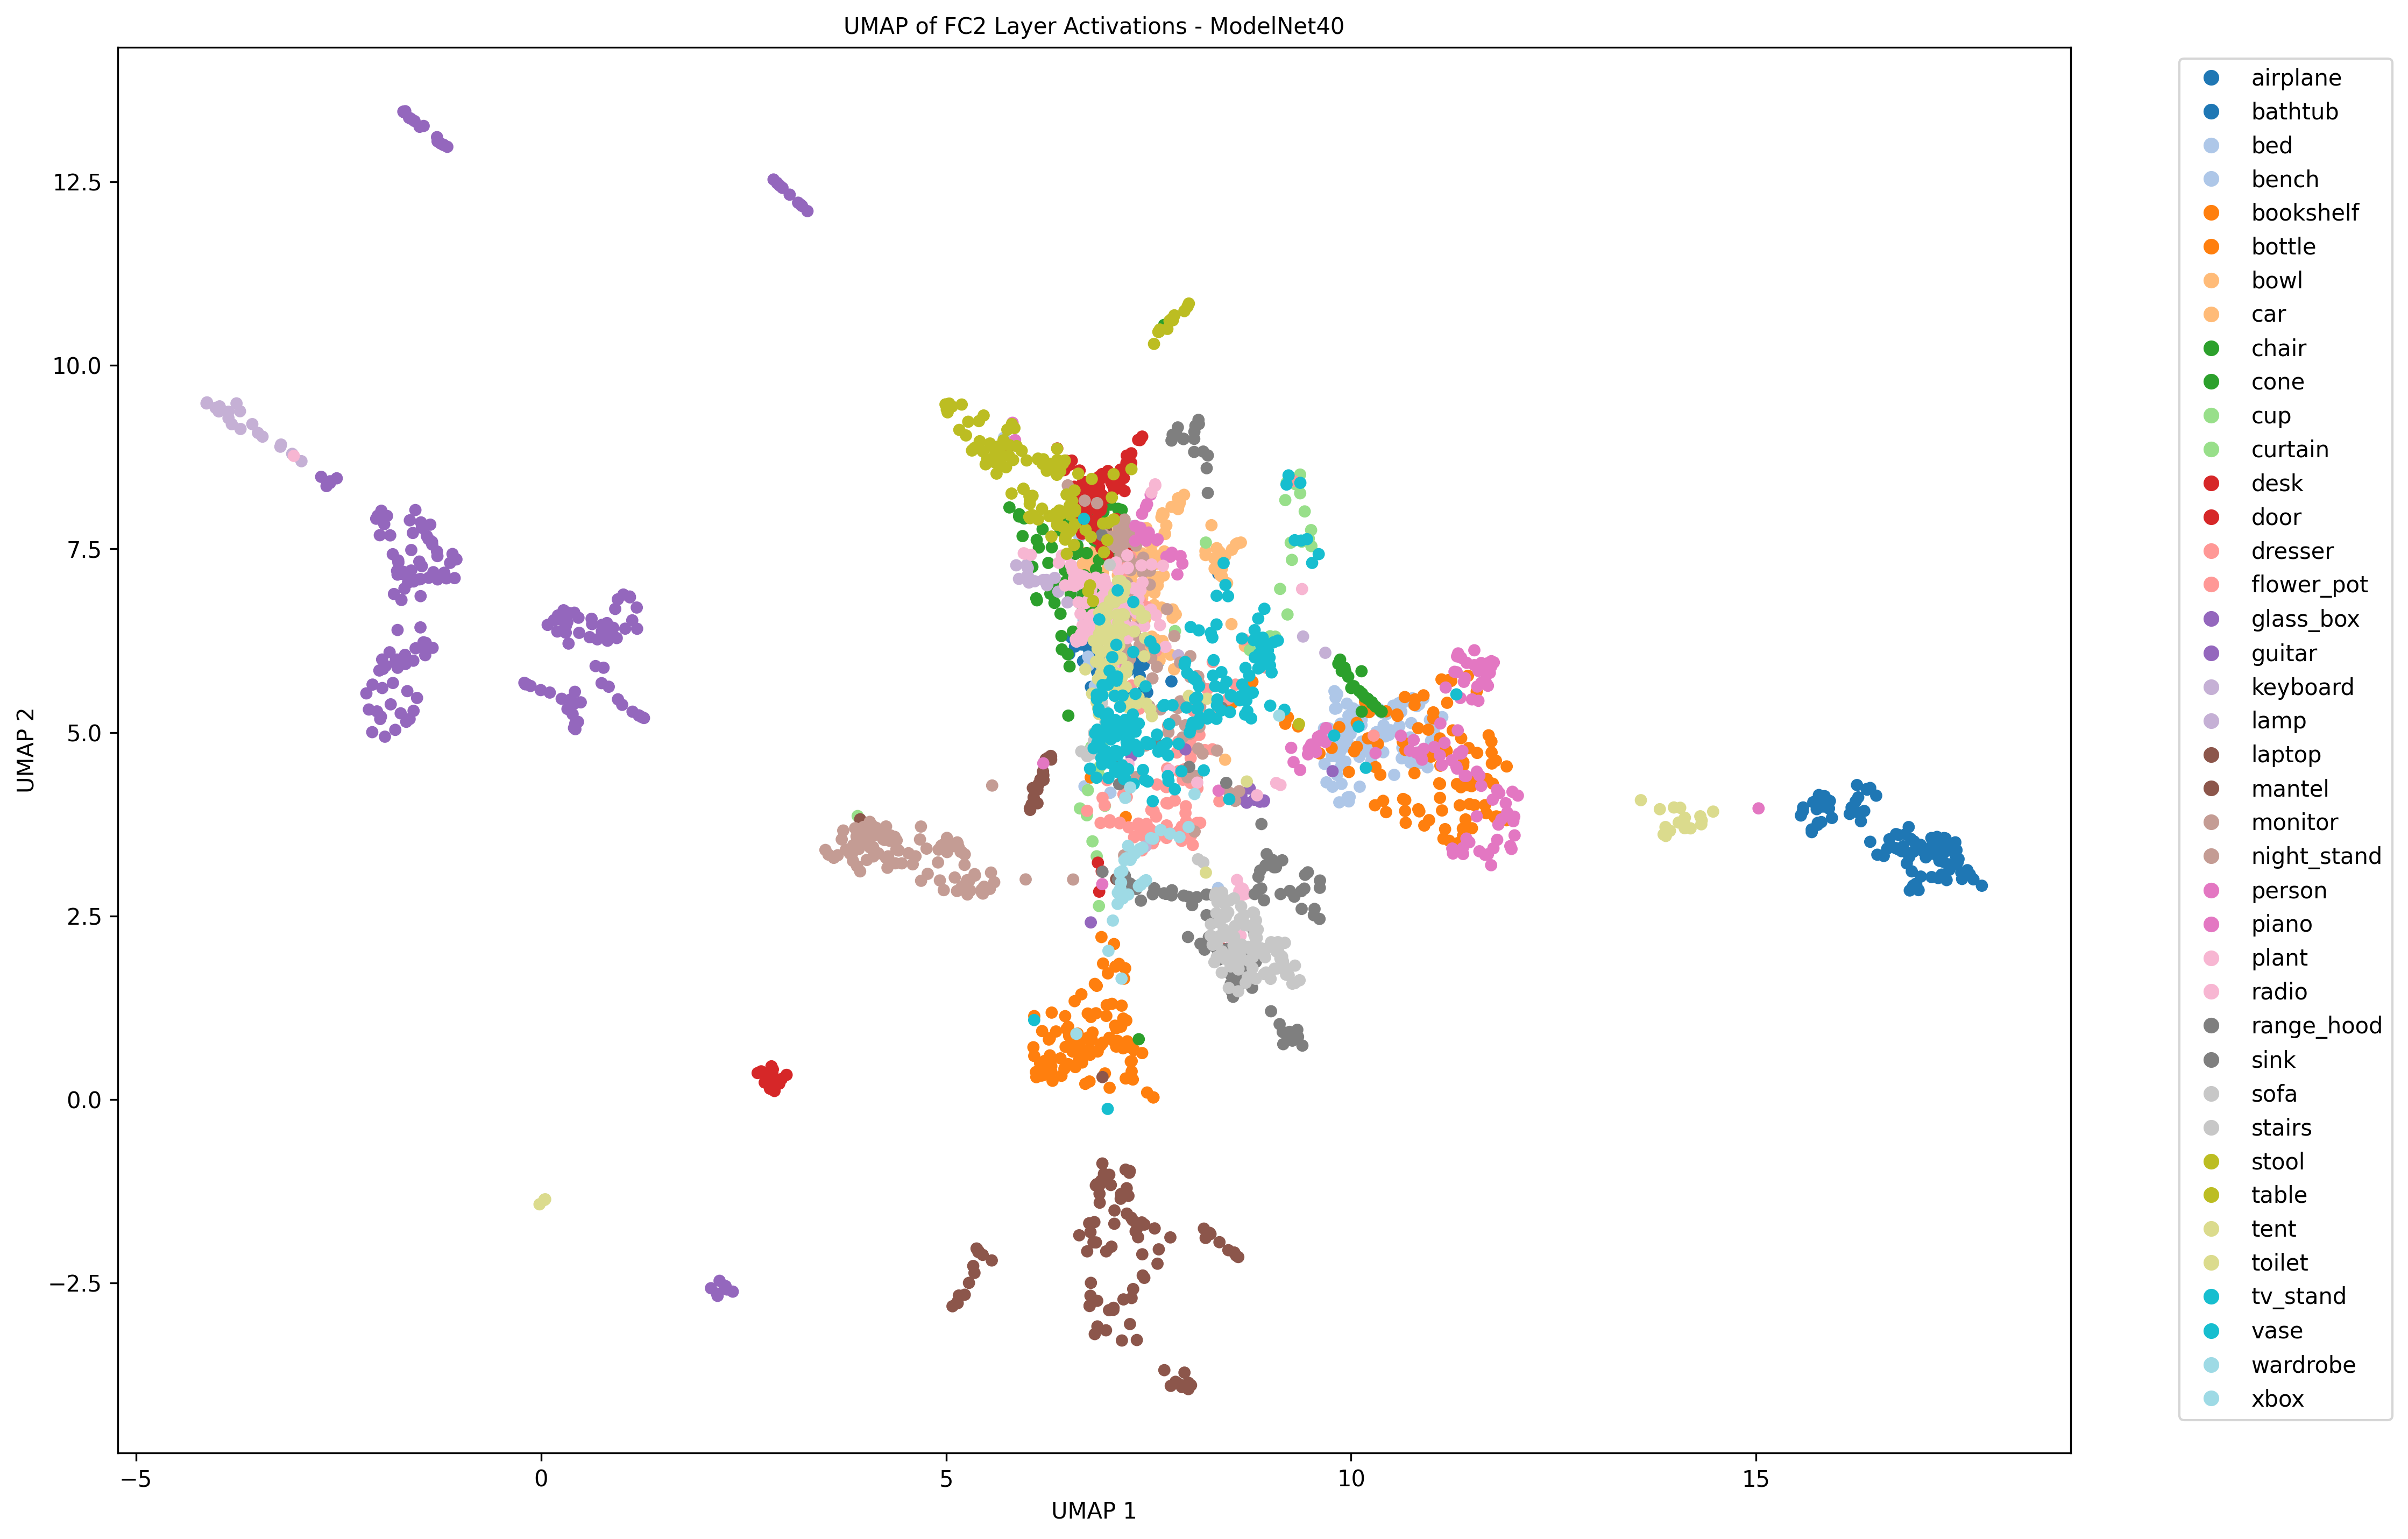 UMAP of FC2 Layer Activations - ModelNet40
12.5
10.0
7.5
5.0
2.5
0.0
−2.5
UMAP 2
−5
0
5
10
15
UMAP 1
airplane
bathtub
bed
bench
bookshelf
bottle
bowl
car
chair
cone
cup
curtain
desk
door
dresser
flower_pot
glass_box
guitar
keyboard
lamp
laptop
mantel
monitor
night_stand
person
piano
plant
radio
range_hood
sink
sofa
stairs
stool
table
tent
toilet
tv_stand
vase
wardrobe
xbox